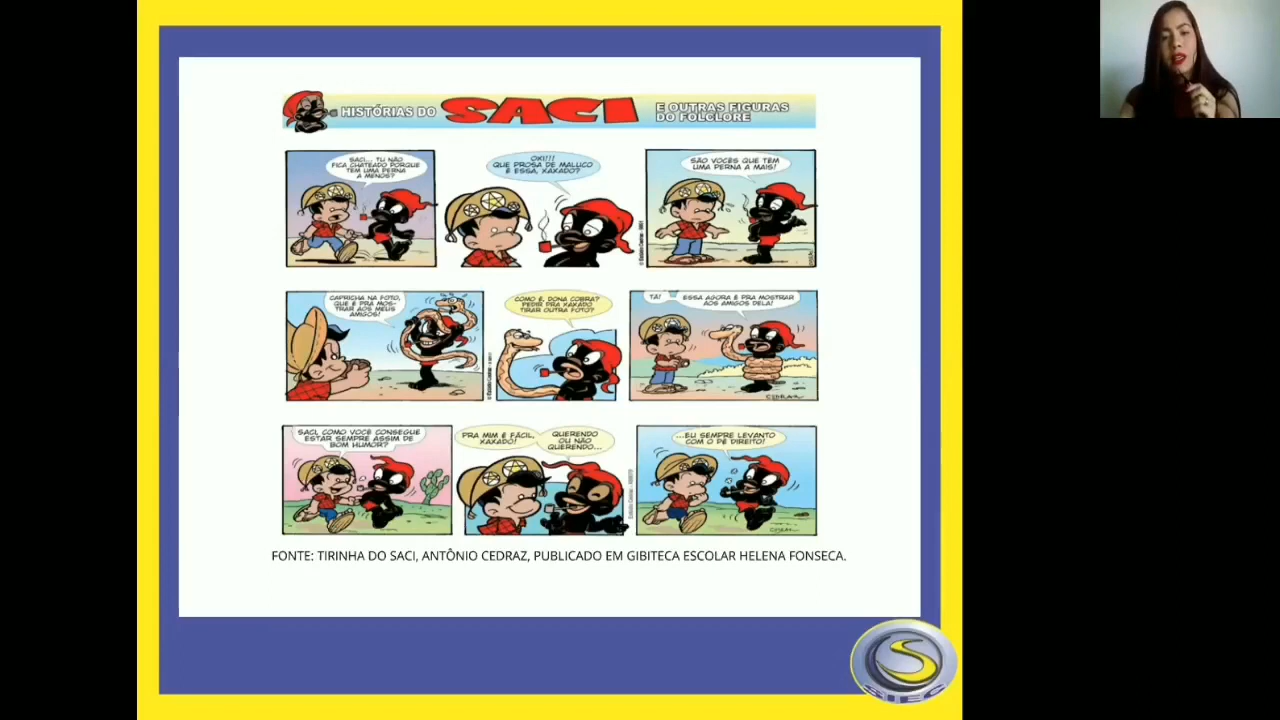 HISTÓRIAS DO SACI E OUTRAS FIGURAS
DO FOLCLORE
SACI... TU NÃO
FICA CHATEADO PORQUE
TEM UMA PERNA
A MENOS?
OXI!!!
QUE PROSA DE MALUCO
É ESSA, XAXADO?
SÃO VOCÊS QUE TEM
UMA PERNA A MAIS!
CAPRICHA NA FOTO,
QUE É PRA MOS-
TRAR AOS MEUS
AMIGOS!
COMO É, DONA COBRA?
PEDIR PRA XAXADO
TIRAR OUTRA FOTO?
TÁ!
ESSA AGORA É PRA MOSTRAR
AOS AMIGOS DELA!
CEDRAZ
SACI, COMO VOCÊ CONSEGUE
ESTAR SEMPRE ASSIM DE
BOM HUMOR?
PRA MIM É FÁCIL,
XAXADO!
QUERENDO
OU NÃO
QUERENDO...
...EU SEMPRE LEVANTO
COM O PÉ DIREITO!
FONTE: TIRINHA DO SACI, ANTÔNIO CEDRAZ, PUBLICADO EM GIBITECA ESCOLAR HELENA FONSECA.
SIEC